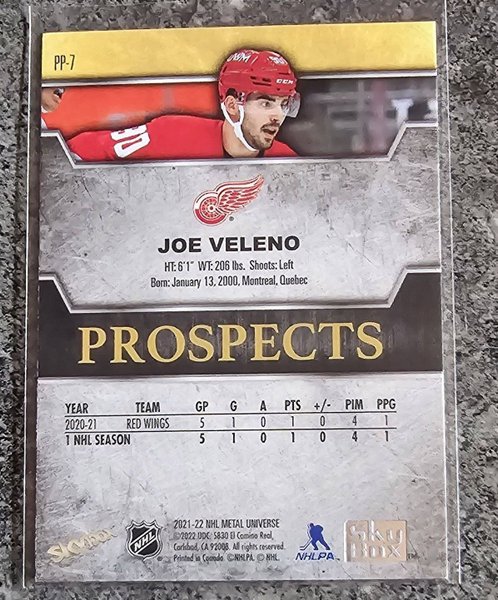 PP-7
CCM
90
JOE VELENO
HT: 6'1" WT: 206 lbs. Shoots: Left
Born: January 13, 2000, Montreal, Quebec
PROSPECTS
YEAR TEAM GP G A PTS +/- PIM PPG
2020-21 RED WINGS 5 1 0 1 0 4 1
1 NHL SEASON 5 1 0 1 0 4 1
2021-22 NHL METAL UNIVERSE
©2022 UDC. 5830 El Camino Real,
Carlsbad, CA 92008. All rights reserved.
Printed in Canada. ©NHLPA. © NHL.
SKYBOX
NHL
NHLPA
Sky Box